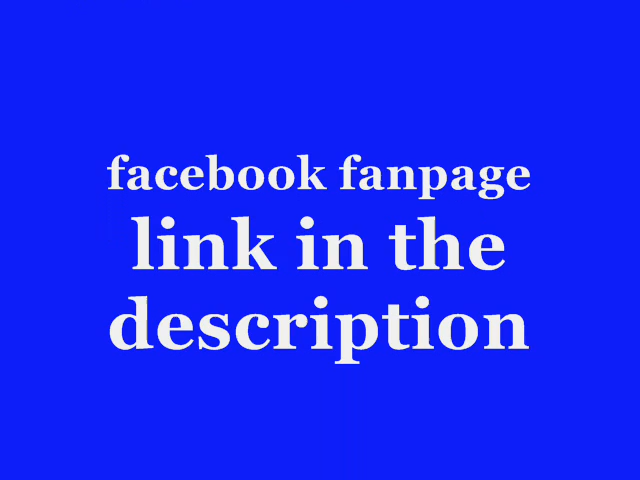 facebook fanpage
link in the
description